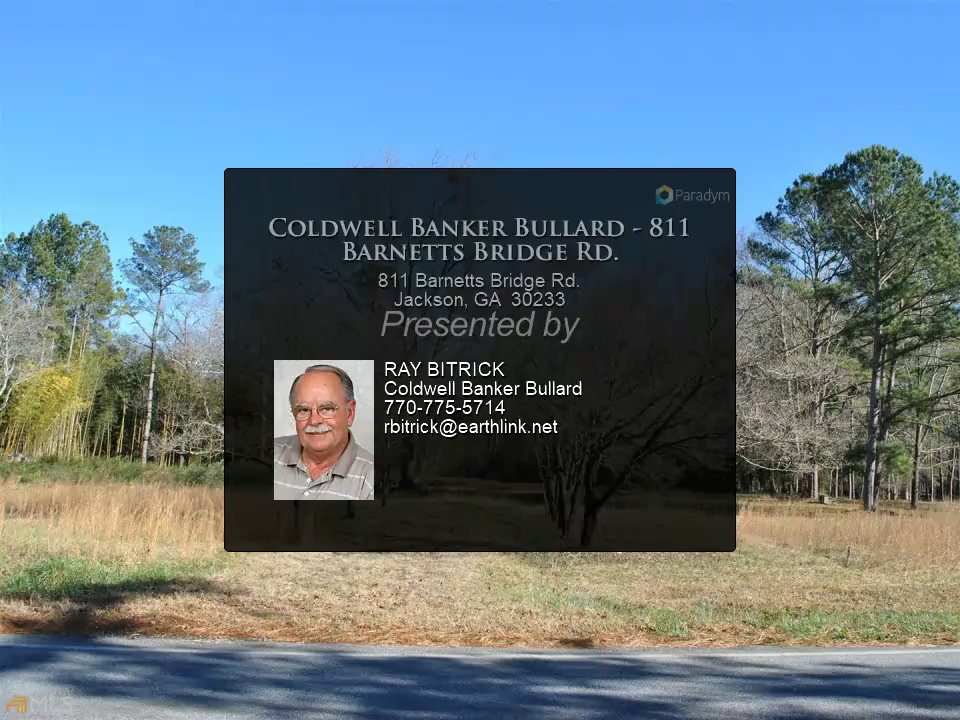 Paradym
COLDWELL BANKER BULLARD - 811
BARNETTS BRIDGE RD.
811 Barnetts Bridge Rd.
Jackson, GA 30233
Presented by
RAY BITRICK
Coldwell Banker Bullard
770-775-5714
rbitrick@earthlink.net
MLS